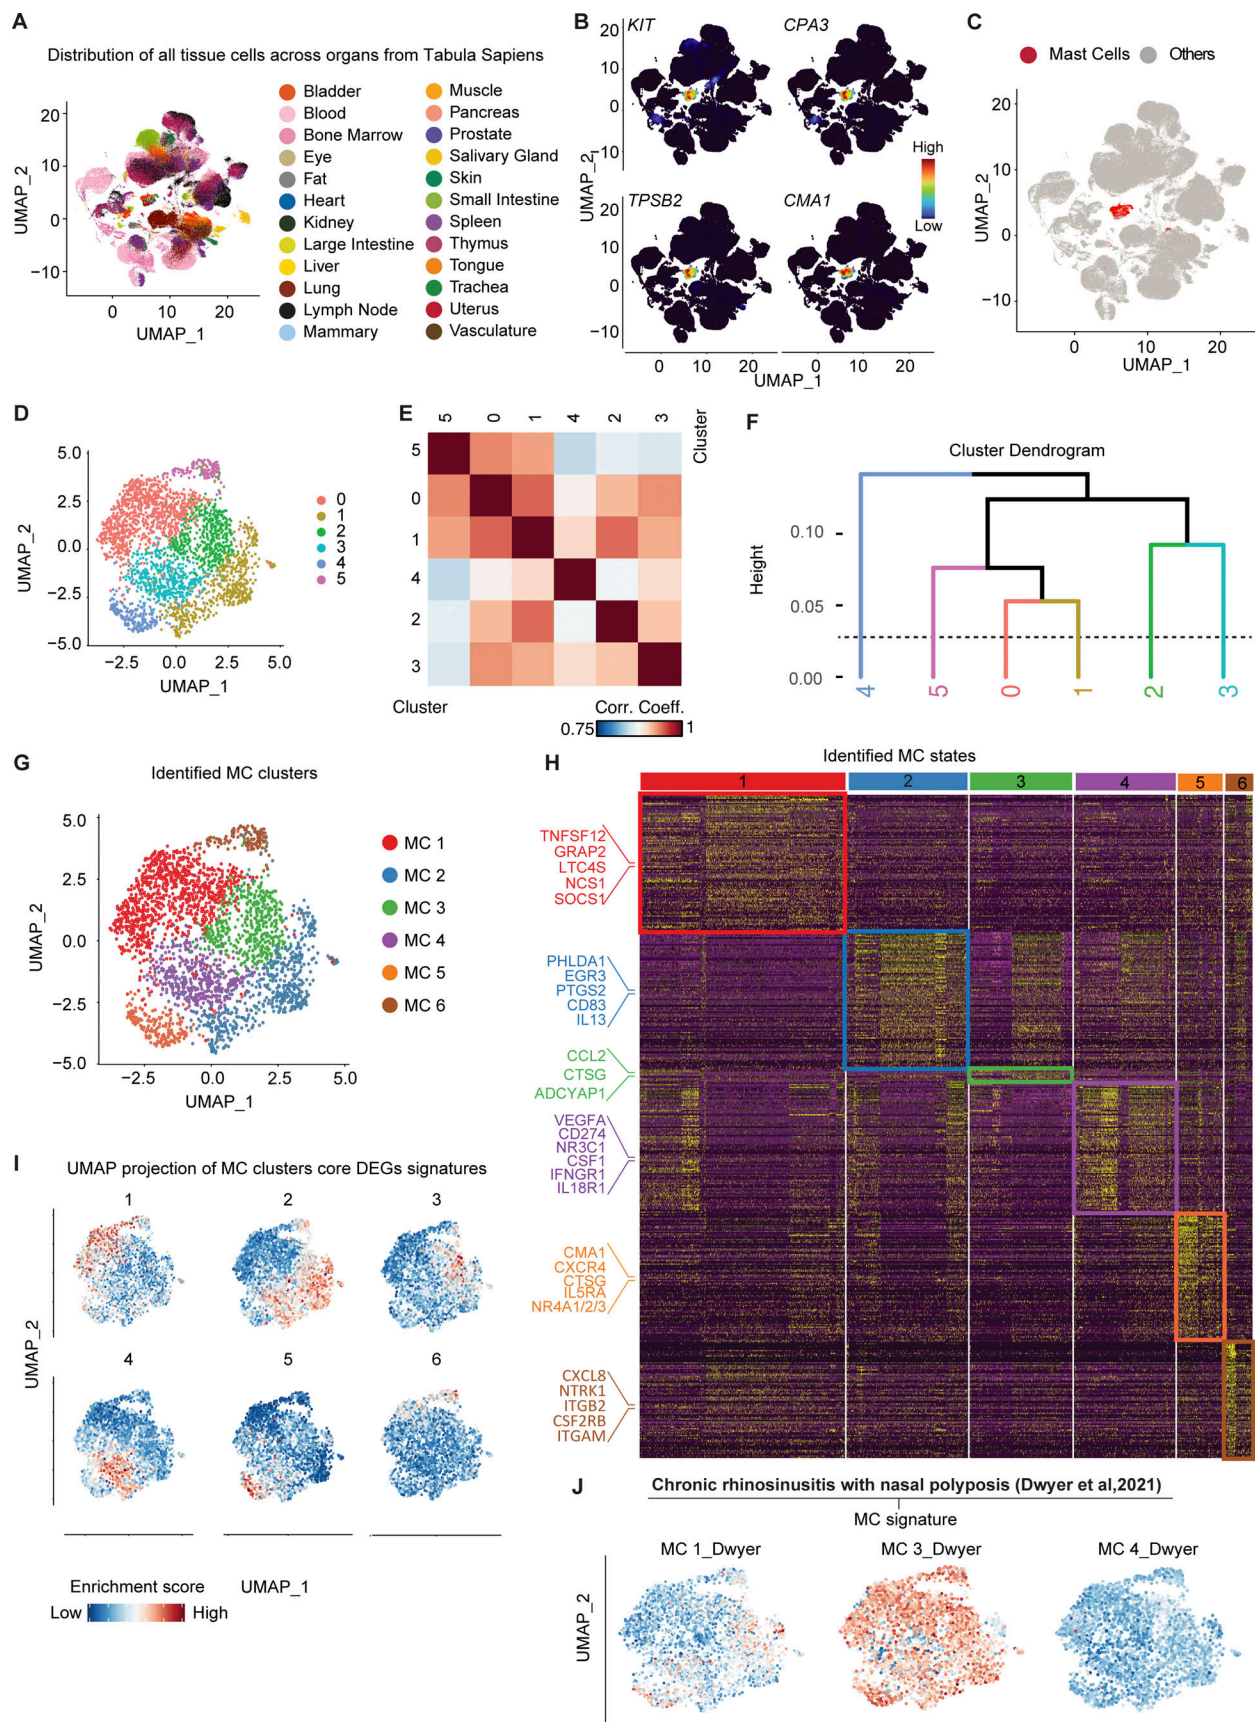 A
Distribution of all tissue cells across organs from Tabula Sapiens
UMAP_2
20
10
0
−10
0
10
20
UMAP_1
Bladder
Blood
Bone Marrow
Eye
Fat
Heart
Kidney
Large Intestine
Liver
Lung
Lymph Node
Mammary
Muscle
Pancreas
Prostate
Salivary Gland
Skin
Small Intestine
Spleen
Thymus
Tongue
Trachea
Uterus
Vasculature
B
KIT
CPA3
TPSB2
CMA1
20
10
0
10
20
10
0
−10
UMAP_2
High
Low
0
10
20
0
10
20
UMAP_1
C
Mast Cells
Others
UMAP_2
20
10
0
−10
0
10
20
UMAP_1
D
5.0
2.5
0.0
−2.5
−5.0
UMAP_2
−2.5
0.0
2.5
5.0
UMAP_1
0
1
2
3
4
5
E
5
0
1
4
2
3
Cluster
5
0
1
4
2
3
Cluster
Corr. Coeff.
0.75
1
F
Cluster Dendrogram
Height
0.10
0.05
0.00
4
5
0
1
2
3
G
Identified MC clusters
5.0
2.5
0.0
−2.5
−5.0
UMAP_2
−2.5
0.0
2.5
5.0
UMAP_1
MC 1
MC 2
MC 3
MC 4
MC 5
MC 6
H
Identified MC states
1
2
3
4
5
6
TNFSF12
GRAP2
LTC4S
NCS1
SOCS1
PHLDA1
EGR3
PTGS2
CD83
IL13
CCL2
CTSG
ADCYAP1
VEGFA
CD274
NR3C1
CSF1
IFNGR1
IL18R1
CMA1
CXCR4
CTSG
IL5RA
NR4A1/2/3
CXCL8
NTRK1
ITGB2
CSF2RB
ITGAM
I
UMAP projection of MC clusters core DEGs signatures
1
2
3
4
5
6
UMAP_2
UMAP_1
Enrichment score
Low
High
J
Chronic rhinosinusitis with nasal polyposis (Dwyer et al,2021)
MC signature
MC 1_Dwyer
MC 3_Dwyer
MC 4_Dwyer
UMAP_2